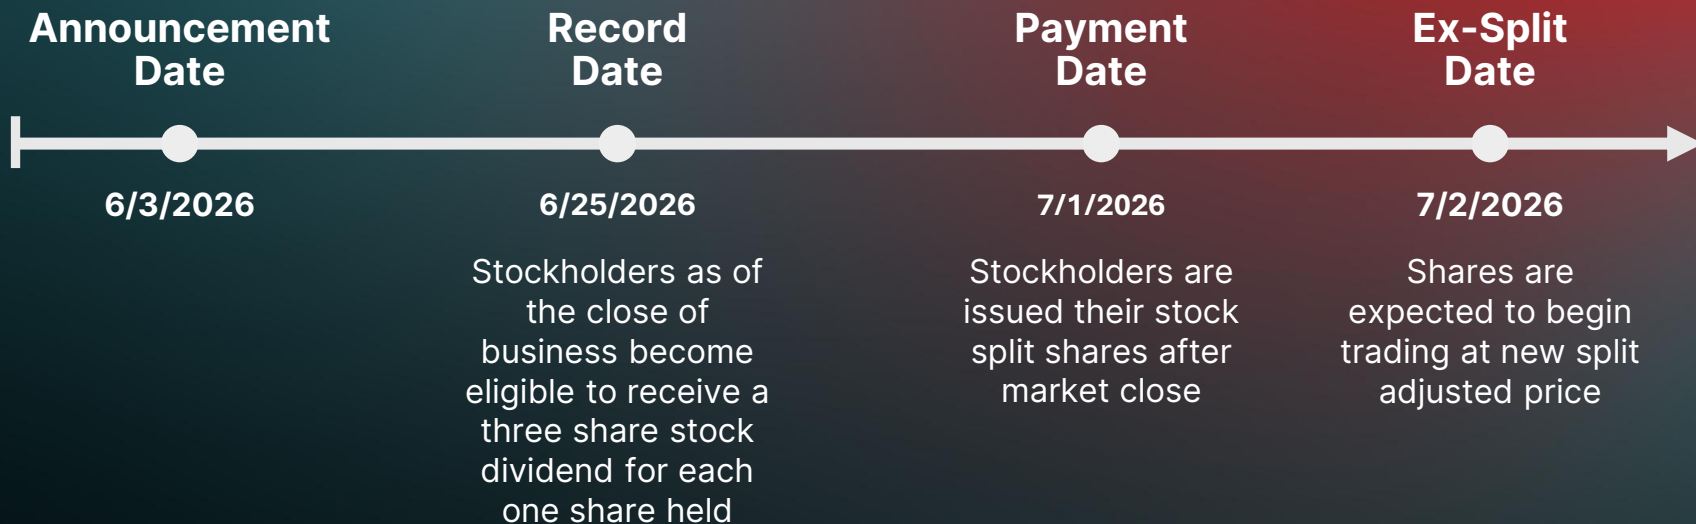 Announcement
Date
6/3/2026
Record
Date
6/25/2026
Stockholders as of
the close of
business become
eligible to receive a
three share stock
dividend for each
one share held
Payment
Date
7/1/2026
Stockholders are
issued their stock
split shares after
market close
Ex-Split
Date
7/2/2026
Shares are
expected to begin
trading at new split
adjusted price